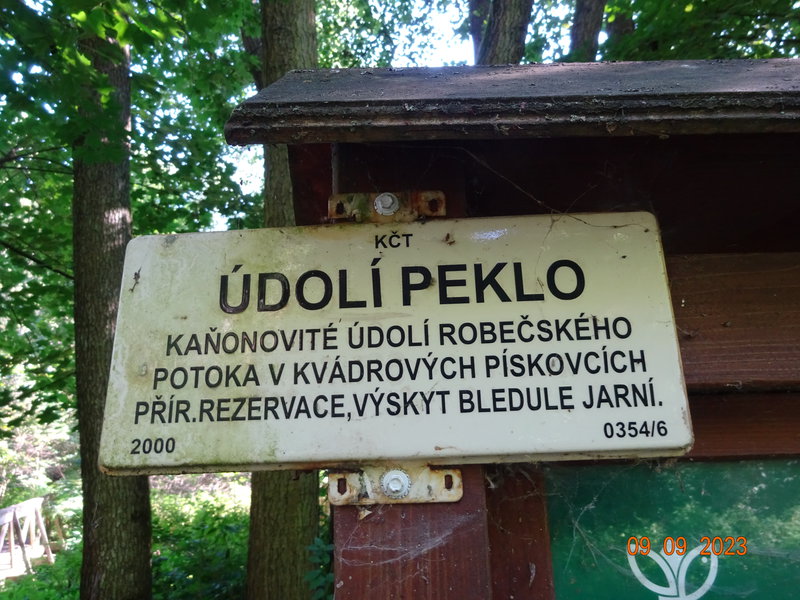 KČT
ÚDOLÍ PEKLO
KAŇONOVITÉ ÚDOLÍ ROBEČSKÉHO
POTOKA V KVÁDROVÝCH PÍSKOVCÍCH
PŘÍR.REZERVACE,VÝSKYT BLEDULE JARNÍ.
2000 0354/6
09 09 2023